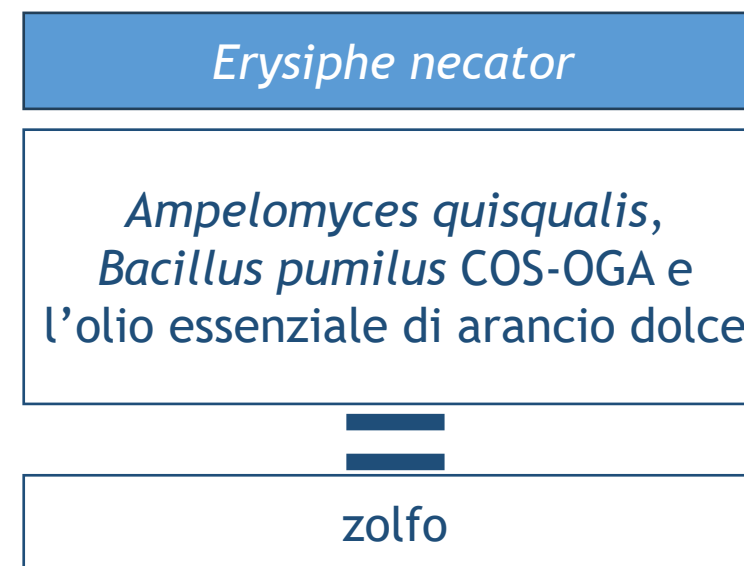 Erysiphe necator
Ampelomyces quisqualis,
Bacillus pumilus COS-OGA e
l’olio essenziale di arancio dolce
zolfo